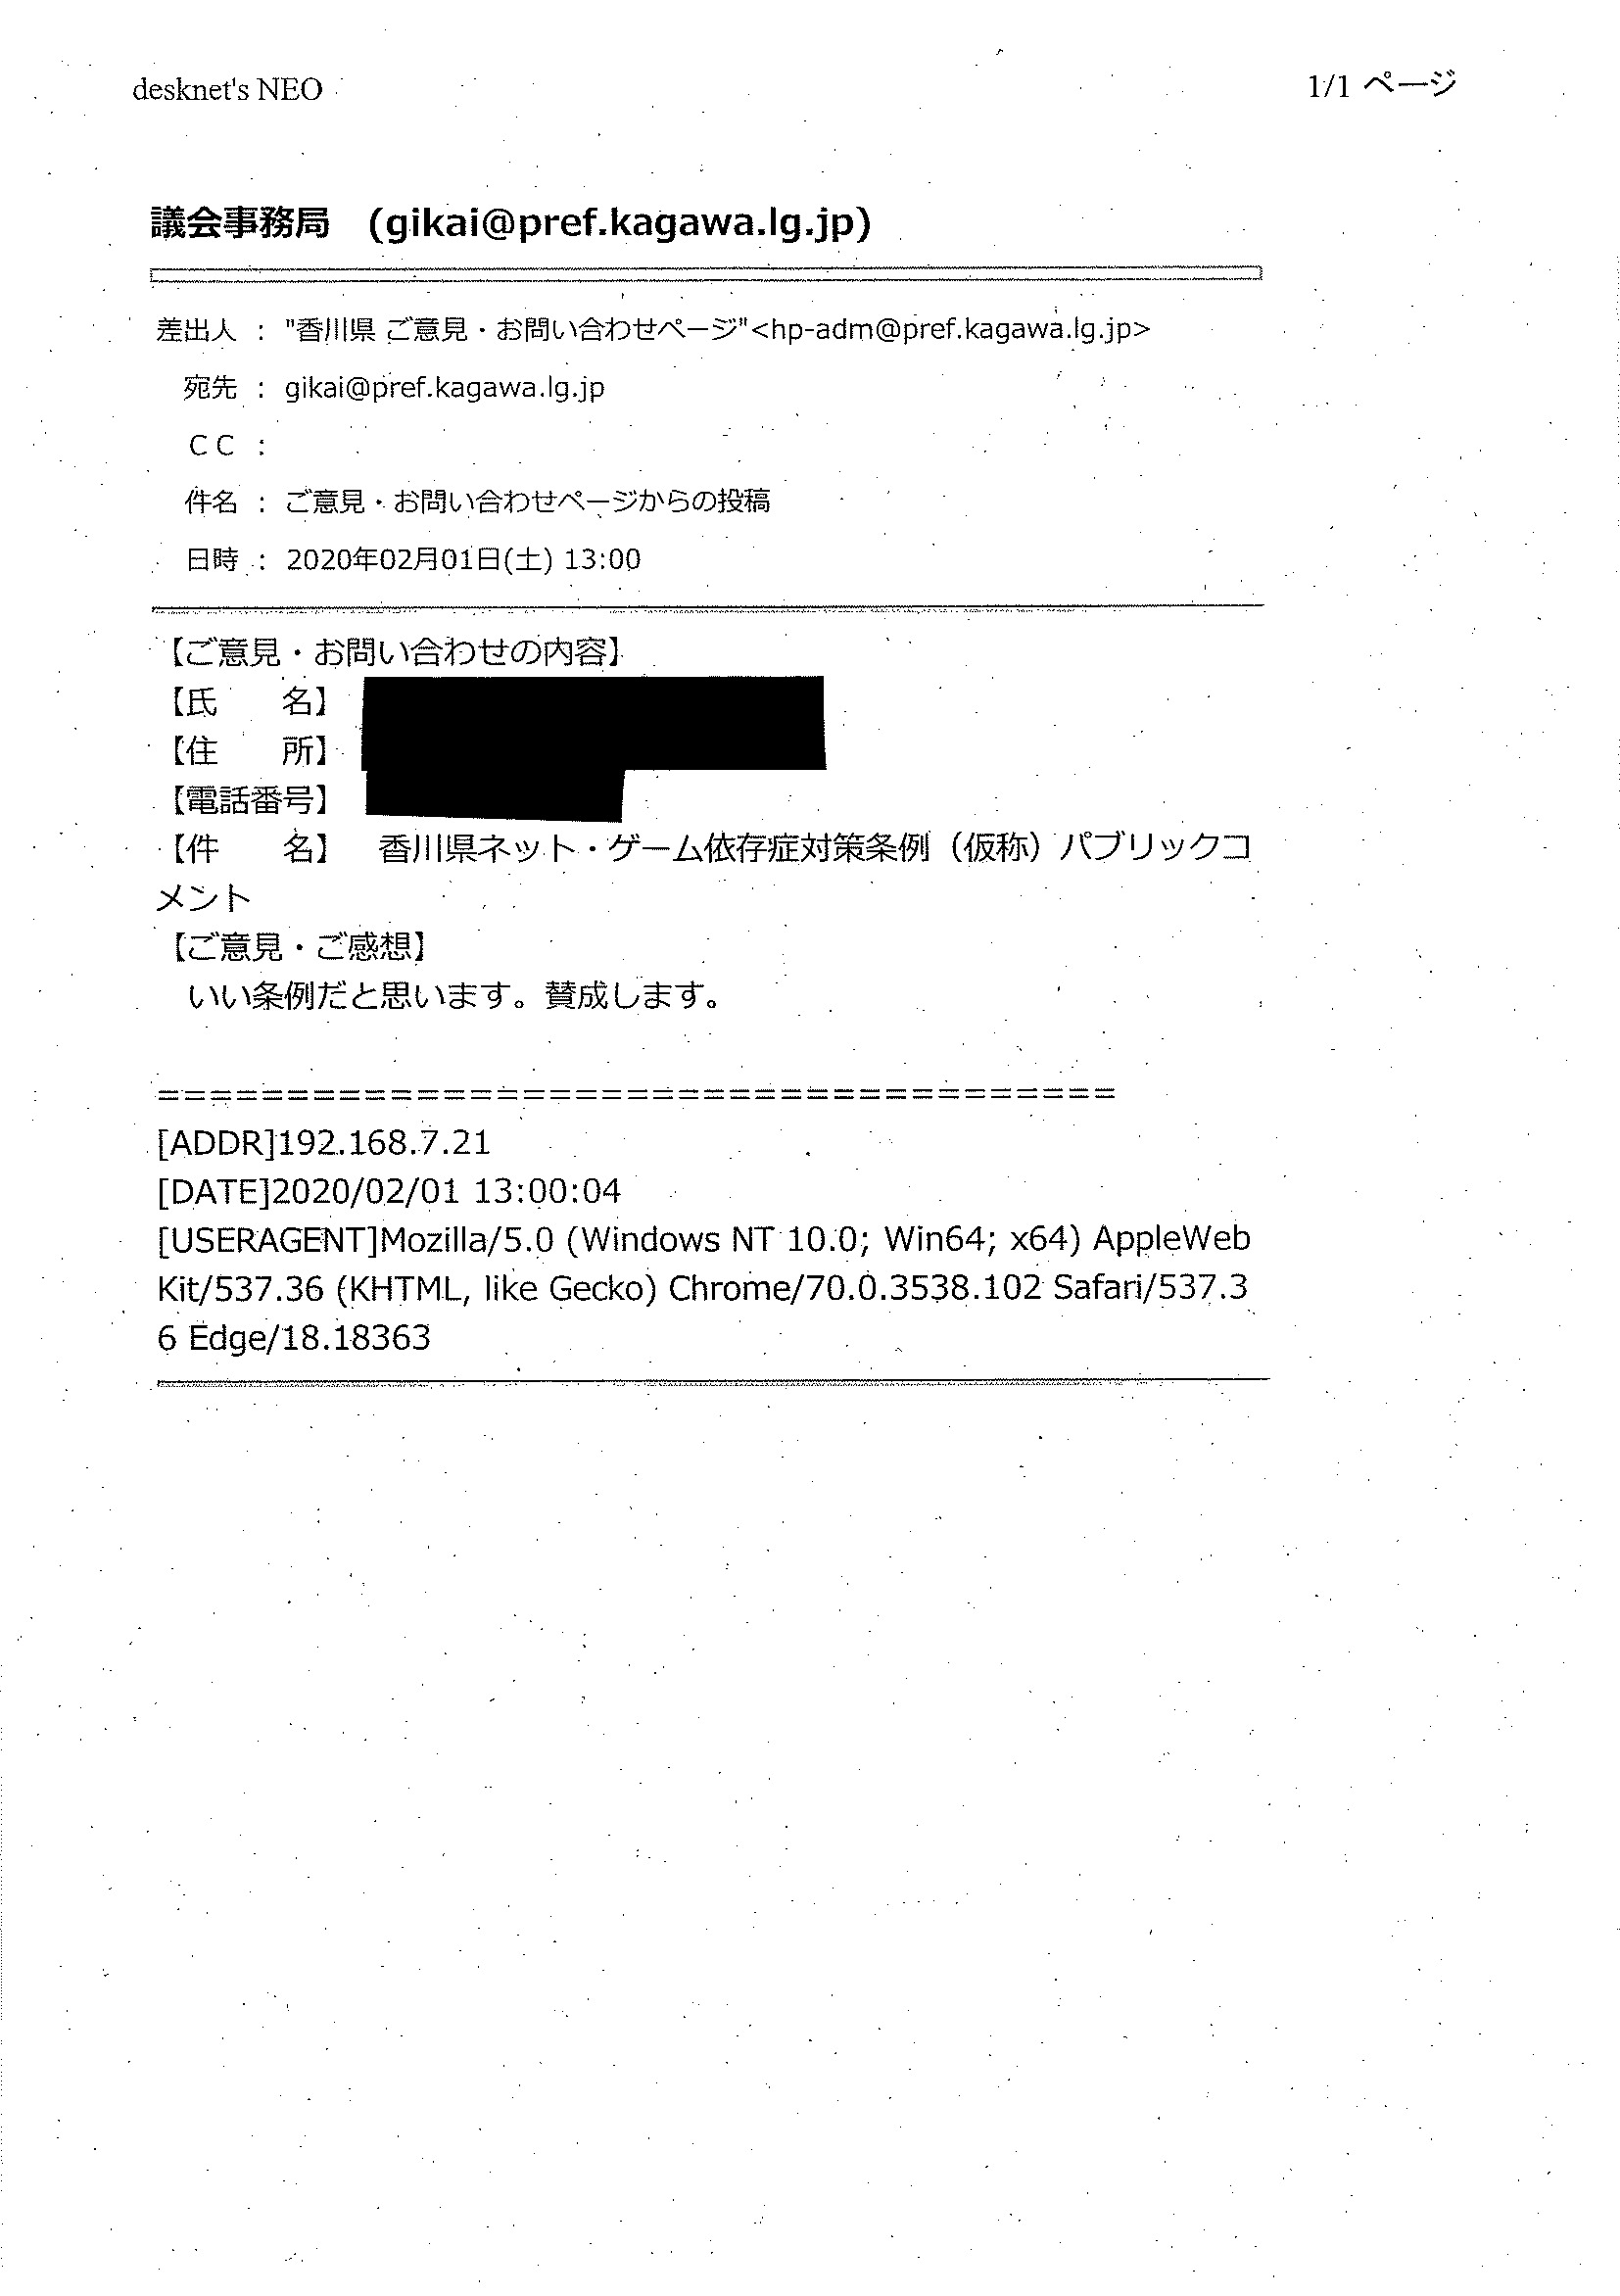 desknet's NEO
1/1 ページ
議会事務局 (gikai@pref.kagawa.lg.jp)
差出人 : "香川県 ご意見・お問い合わせページ"<hp-adm@pref.kagawa.lg.jp>
宛先 : gikai@pref.kagawa.lg.jp
ＣＣ :
件名 : ご意見・お問い合わせページからの投稿
日時 : 2020年02月01日(土) 13:00
【ご意見・お問い合わせの内容】
【氏　　名】
【住　　所】
【電話番号】
【件　　名】　香川県ネット・ゲーム依存症対策条例（仮称）パブリックコ
メント
【ご意見・ご感想】
いい条例だと思います。賛成します。
=====================================
[ADDR]192.168.7.21
[DATE]2020/02/01 13:00:04
[USERAGENT]Mozilla/5.0 (Windows NT 10.0; Win64; x64) AppleWeb
Kit/537.36 (KHTML, like Gecko) Chrome/70.0.3538.102 Safari/537.3
6 Edge/18.18363